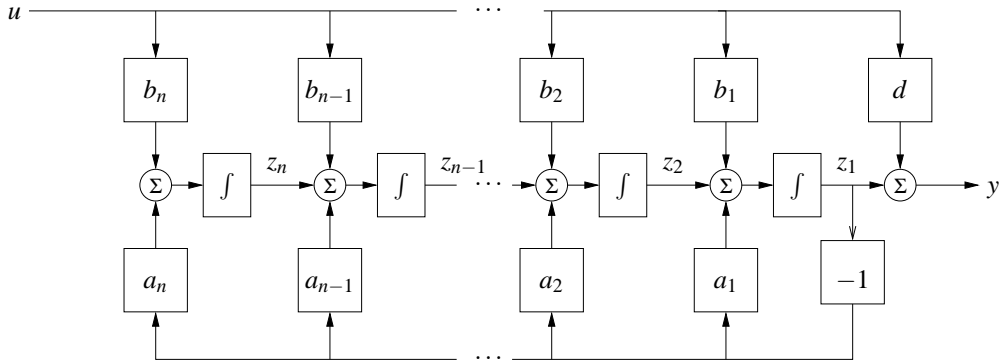 u ···
b_n b_{n−1} b_2 b_1 d
z_n z_{n−1} z_2 z_1
Σ ∫ Σ ∫ ··· Σ ∫ Σ ∫ Σ y
a_n a_{n−1} a_2 a_1 −1
···